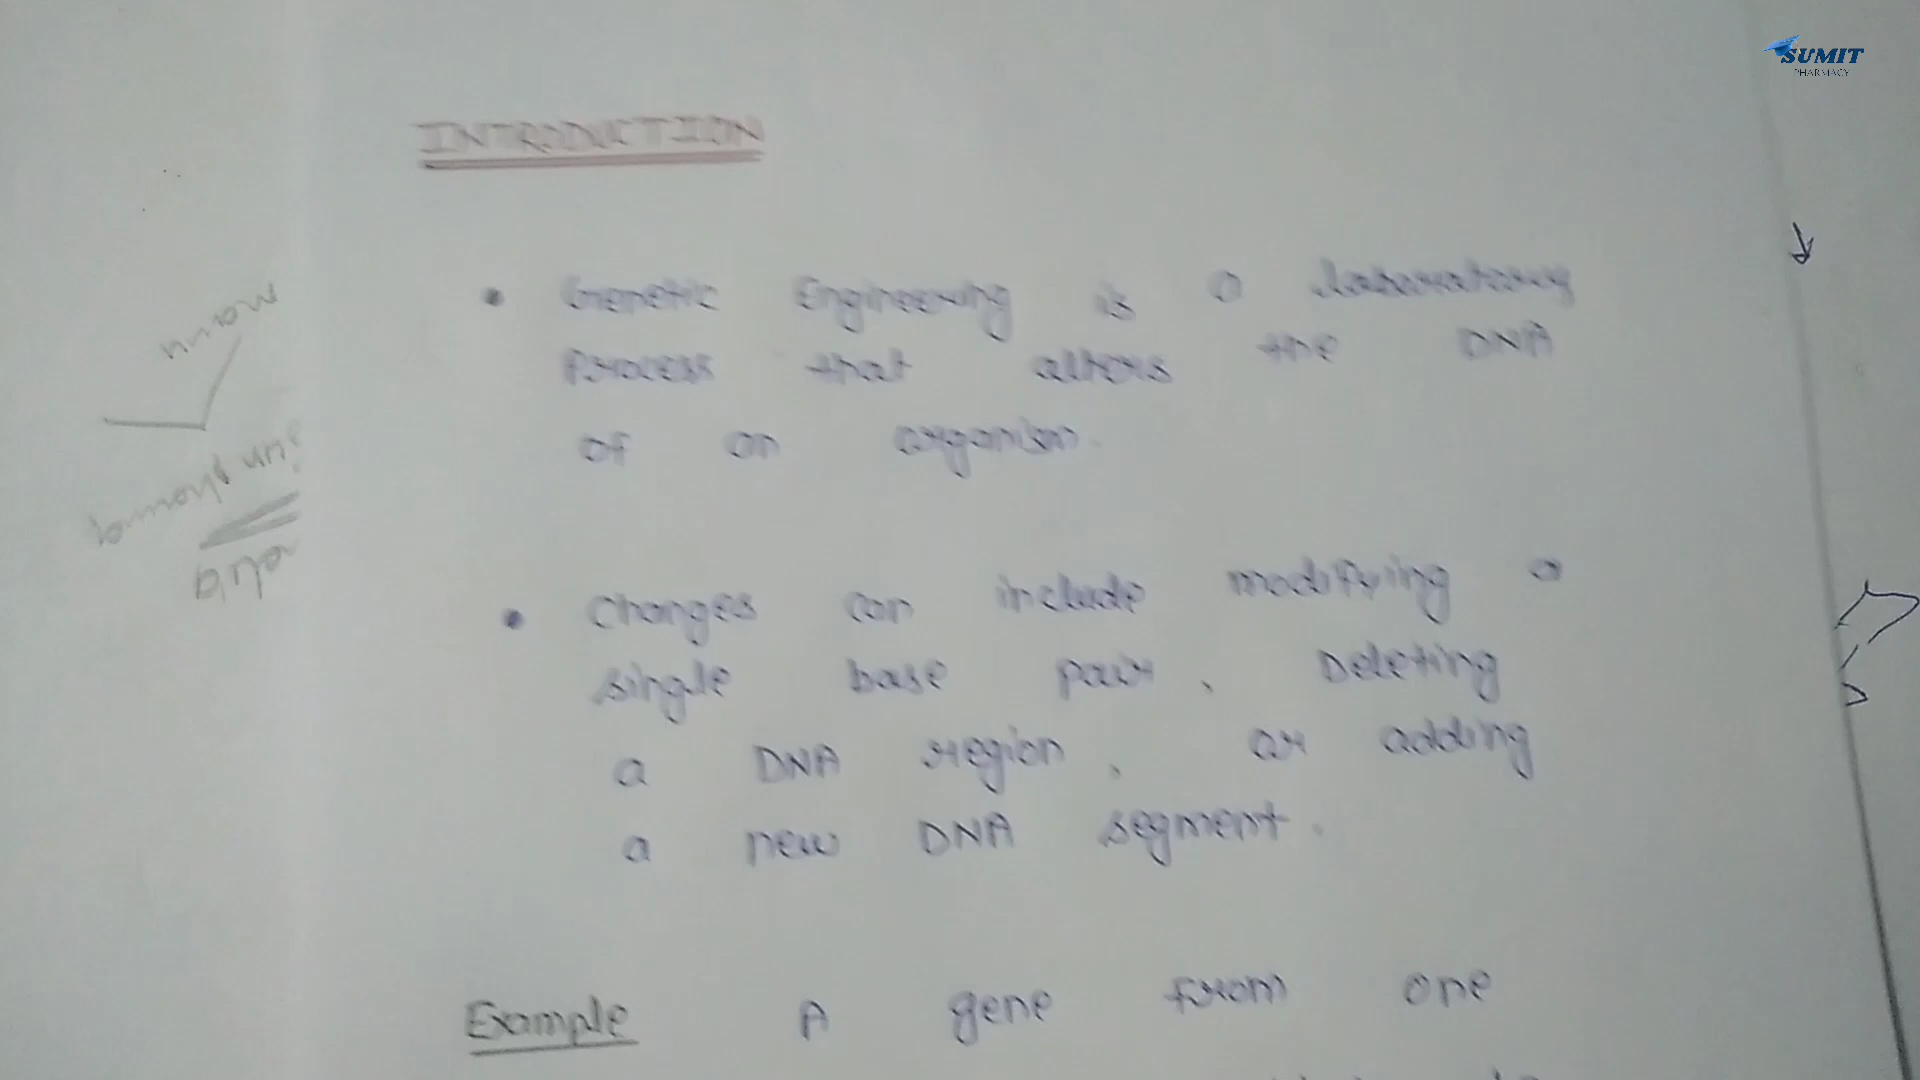 SUMIT
PHARMACY
INTRODUCTION
• Genetic Engineering is a laboratory
Process that alters the DNA
of an organism.
• Changes can include modifying a
single base pair, Deleting
a DNA region, or adding
a new DNA segment.
Example A gene from one